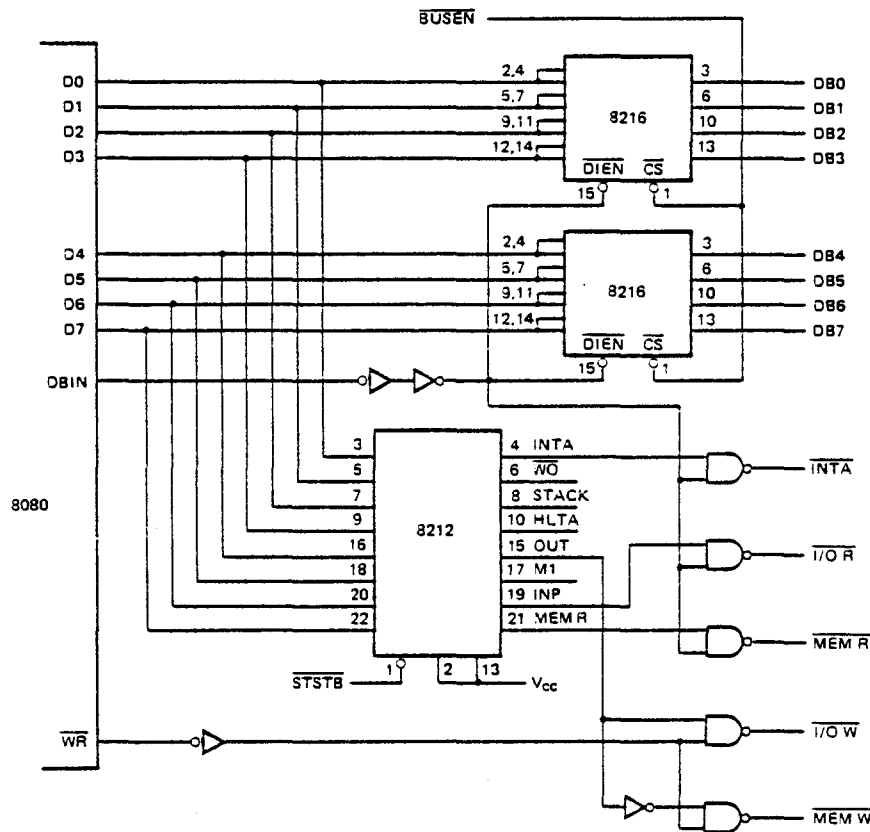 BUSEN
D0 2,4 3 DB0
D1 5,7 6 DB1
D2 9,11 8216 10 DB2
D3 12,14 13 DB3
DIEN CS
15 1
D4 2,4 3 DB4
D5 5,7 6 DB5
D6 9,11 8216 10 DB6
D7 12,14 13 DB7
DIEN CS
DBIN 15 1
3 4 INTA INTA
5 6 WO
7 8 STACK
8080 9 8212 10 HLTA
16 15 OUT I/O R
18 17 M1
20 19 INP
22 21 MEM R MEM R
STSTB 1 2 13 VCC
WR I/O W
MEM W